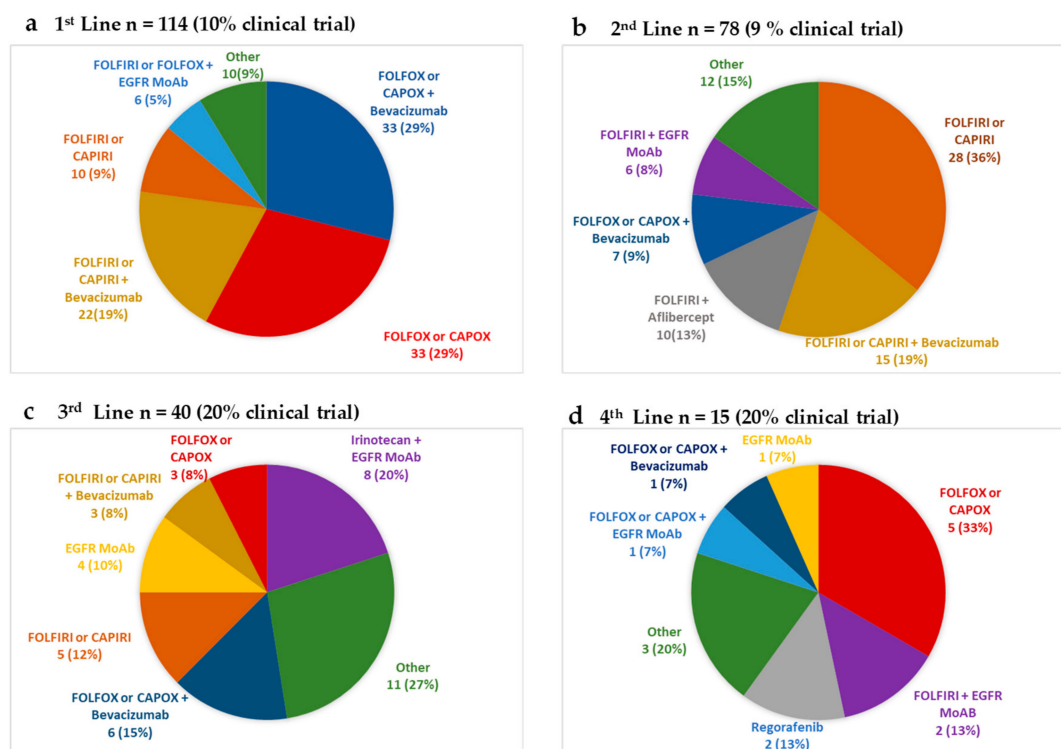 a 1st Line n = 114 (10% clinical trial)
Other
10(9%)
FOLFIRI or FOLFOX +
EGFR MoAb
6 (5%)
FOLFOX or
CAPOX +
Bevacizumab
33 (29%)
FOLFIRI or
CAPIRI
10 (9%)
FOLFIRI or
CAPIRI +
Bevacizumab
22(19%)
FOLFOX or CAPOX
33 (29%)
b 2nd Line n = 78 (9 % clinical trial)
Other
12 (15%)
FOLFIRI or
CAPIRI
28 (36%)
FOLFIRI + EGFR
MoAb
6 (8%)
FOLFOX or CAPOX +
Bevacizumab
7 (9%)
FOLFIRI +
Aflibercept
10(13%)
FOLFIRI or CAPIRI + Bevacizumab
15 (19%)
c 3rd Line n = 40 (20% clinical trial)
FOLFOX or
CAPOX
3 (8%)
Irinotecan +
EGFR MoAb
8 (20%)
FOLFIRI or CAPIRI
+ Bevacizumab
3 (8%)
EGFR MoAb
4 (10%)
FOLFIRI or CAPIRI
5 (12%)
Other
11 (27%)
FOLFOX or CAPOX +
Bevacizumab
6 (15%)
d 4th Line n = 15 (20% clinical trial)
EGFR MoAb
1 (7%)
FOLFOX or CAPOX +
Bevacizumab
1 (7%)
FOLFOX or
CAPOX
5 (33%)
FOLFOX or CAPOX +
EGFR MoAb
1 (7%)
Other
3 (20%)
FOLFIRI + EGFR
MoAB
2 (13%)
Regorafenib
2 (13%)